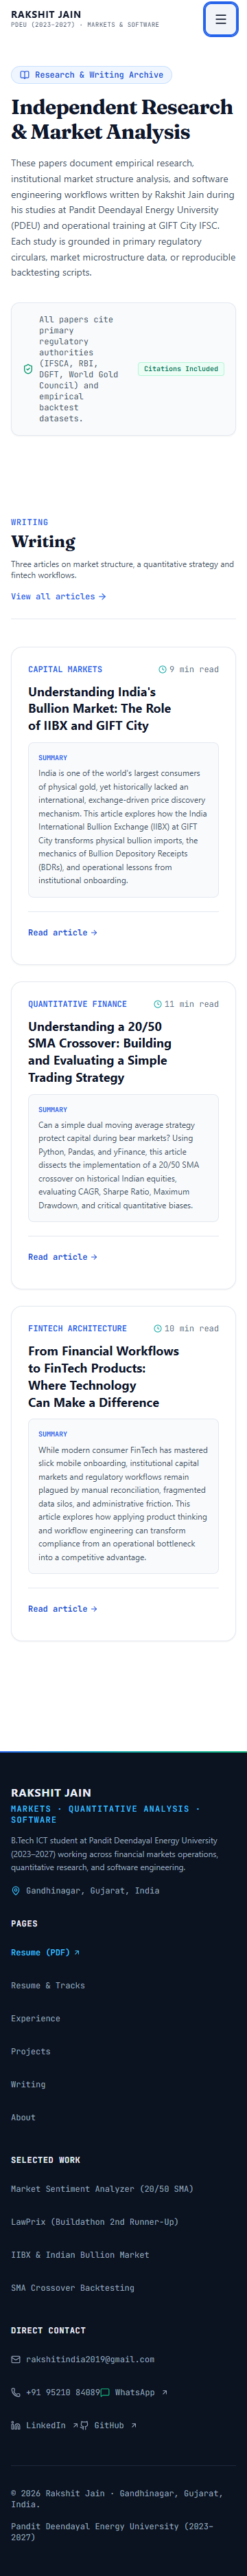 RAKSHIT JAIN
PDEU (2023–2027) · MARKETS & SOFTWARE
Research & Writing Archive
Independent Research
& Market Analysis
These papers document empirical research,
institutional market structure analysis, and software
engineering workflows written by Rakshit Jain during
his studies at Pandit Deendayal Energy University
(PDEU) and operational training at GIFT City IFSC.
Each study is grounded in primary regulatory
circulars, market microstructure data, or reproducible
backtesting scripts.
All papers cite
primary
regulatory
authorities
(IFSCA, RBI,
DGFT, World Gold
Council) and
empirical
backtest
datasets.
Citations Included
WRITING
Writing
Three articles on market structure, a quantitative strategy and
fintech workflows.
View all articles →
CAPITAL MARKETS
9 min read
Understanding India's
Bullion Market: The Role
of IIBX and GIFT City
SUMMARY
India is one of the world's largest consumers
of physical gold, yet historically lacked an
international, exchange-driven price discovery
mechanism. This article explores how the India
International Bullion Exchange (IIBX) at GIFT
City transforms physical bullion imports, the
mechanics of Bullion Depository Receipts
(BDRs), and operational lessons from
institutional onboarding.
Read article →
QUANTITATIVE FINANCE
11 min read
Understanding a 20/50
SMA Crossover: Building
and Evaluating a Simple
Trading Strategy
SUMMARY
Can a simple dual moving average strategy
protect capital during bear markets? Using
Python, Pandas, and yFinance, this article
dissects the implementation of a 20/50 SMA
crossover on historical Indian equities,
evaluating CAGR, Sharpe Ratio, Maximum
Drawdown, and critical quantitative biases.
Read article →
FINTECH ARCHITECTURE
10 min read
From Financial Workflows
to FinTech Products:
Where Technology
Can Make a Difference
SUMMARY
While modern consumer FinTech has mastered
slick mobile onboarding, institutional capital
markets and regulatory workflows remain
plagued by manual reconciliation, fragmented
data silos, and administrative friction. This
article explores how applying product thinking
and workflow engineering can transform
compliance from an operational bottleneck
into a competitive advantage.
Read article →
RAKSHIT JAIN
MARKETS · QUANTITATIVE ANALYSIS ·
SOFTWARE
B.Tech ICT student at Pandit Deendayal Energy University
(2023–2027) working across financial markets operations,
quantitative research, and software engineering.
Gandhinagar, Gujarat, India
PAGES
Resume (PDF) ↗
Resume & Tracks
Experience
Projects
Writing
About
SELECTED WORK
Market Sentiment Analyzer (20/50 SMA)
LawPrix (Buildathon 2nd Runner-Up)
IIBX & Indian Bullion Market
SMA Crossover Backtesting
DIRECT CONTACT
rakshitindia2019@gmail.com
+91 95210 84089 WhatsApp ↗
LinkedIn ↗ GitHub ↗
© 2026 Rakshit Jain · Gandhinagar, Gujarat,
India.
Pandit Deendayal Energy University (2023–
2027)